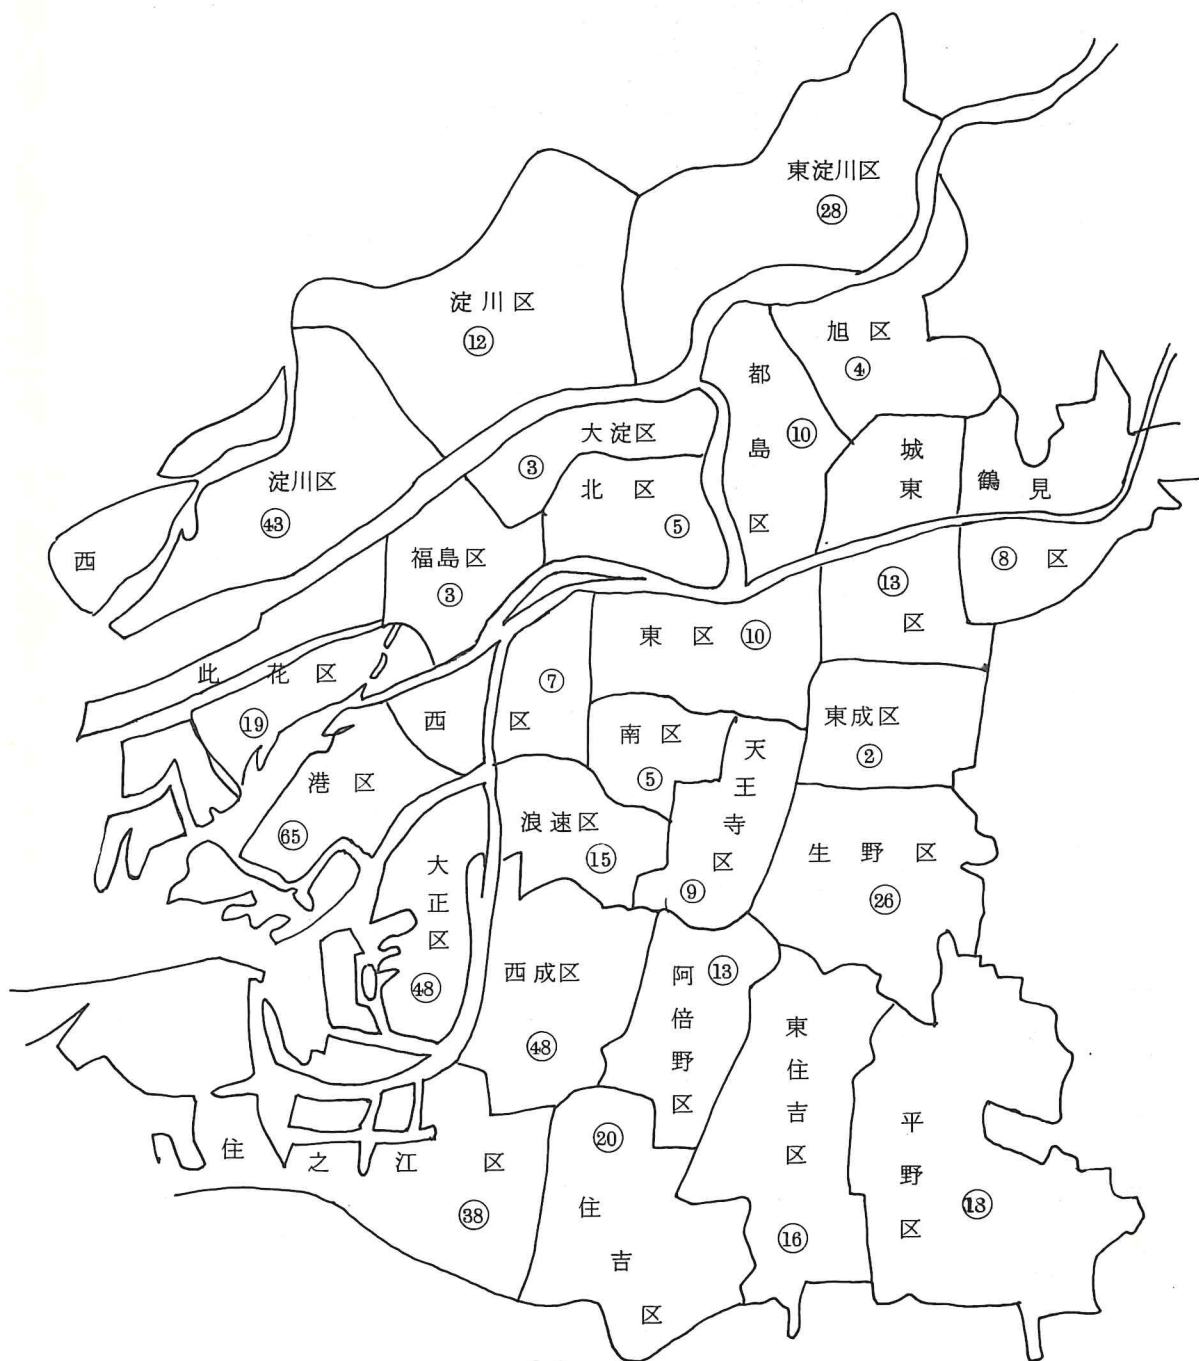 東淀川区
28
淀川区
12
旭区
4
都島区
10
大淀区
3
城東区
13
鶴見区
8
西淀川区
43
北区
5
福島区
3
東区
10
此花区
19
西区
7
南区
5
東成区
2
天王寺区
9
港区
65
浪速区
15
大正区
48
生野区
26
西成区
48
阿倍野区
13
東住吉区
16
平野区
住之江区
38
住吉区
20